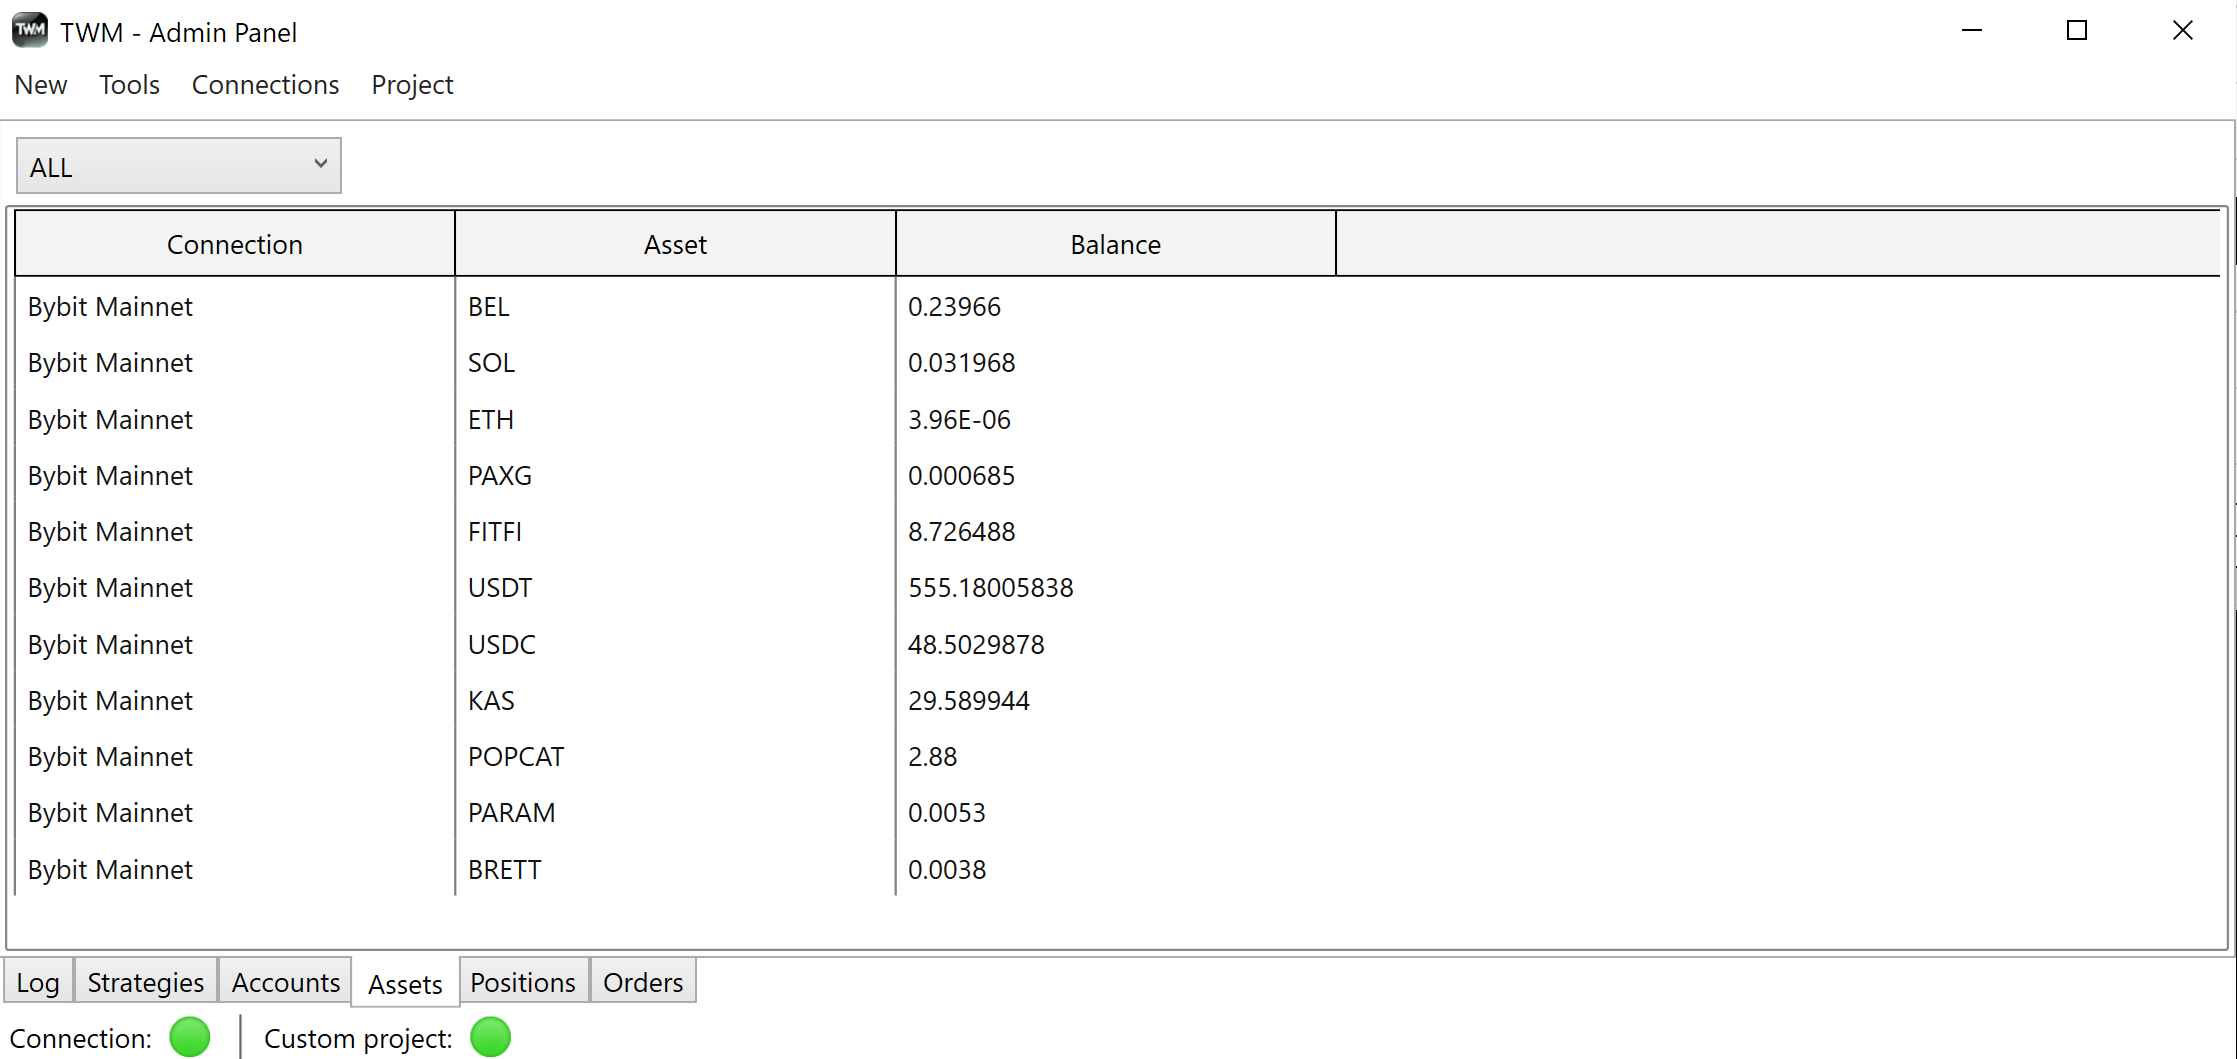 TWM TWM - Admin Panel
New Tools Connections Project
ALL
Connection Asset Balance
Bybit Mainnet BEL 0.23966
Bybit Mainnet SOL 0.031968
Bybit Mainnet ETH 3.96E-06
Bybit Mainnet PAXG 0.000685
Bybit Mainnet FITFI 8.726488
Bybit Mainnet USDT 555.18005838
Bybit Mainnet USDC 48.5029878
Bybit Mainnet KAS 29.589944
Bybit Mainnet POPCAT 2.88
Bybit Mainnet PARAM 0.0053
Bybit Mainnet BRETT 0.0038
Log Strategies Accounts Assets Positions Orders
Connection: Custom project: